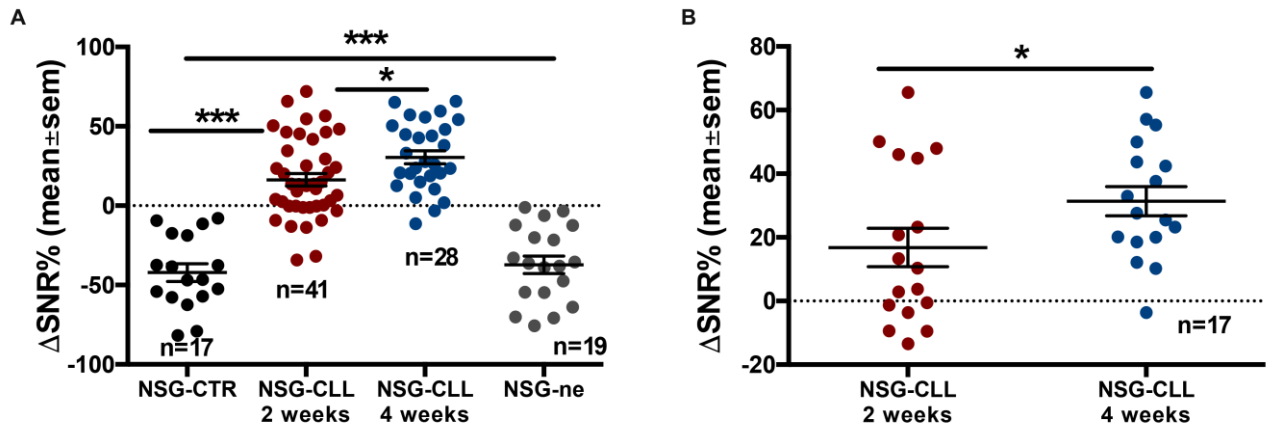 A
ΔSNR% (mean±sem)
100
50
0
-50
-100
***
***
*
n=17
n=41
n=28
n=19
NSG-CTR
NSG-CLL
2 weeks
NSG-CLL
4 weeks
NSG-ne
B
ΔSNR% (mean±sem)
80
60
40
20
0
-20
*
n=17
NSG-CLL
2 weeks
NSG-CLL
4 weeks